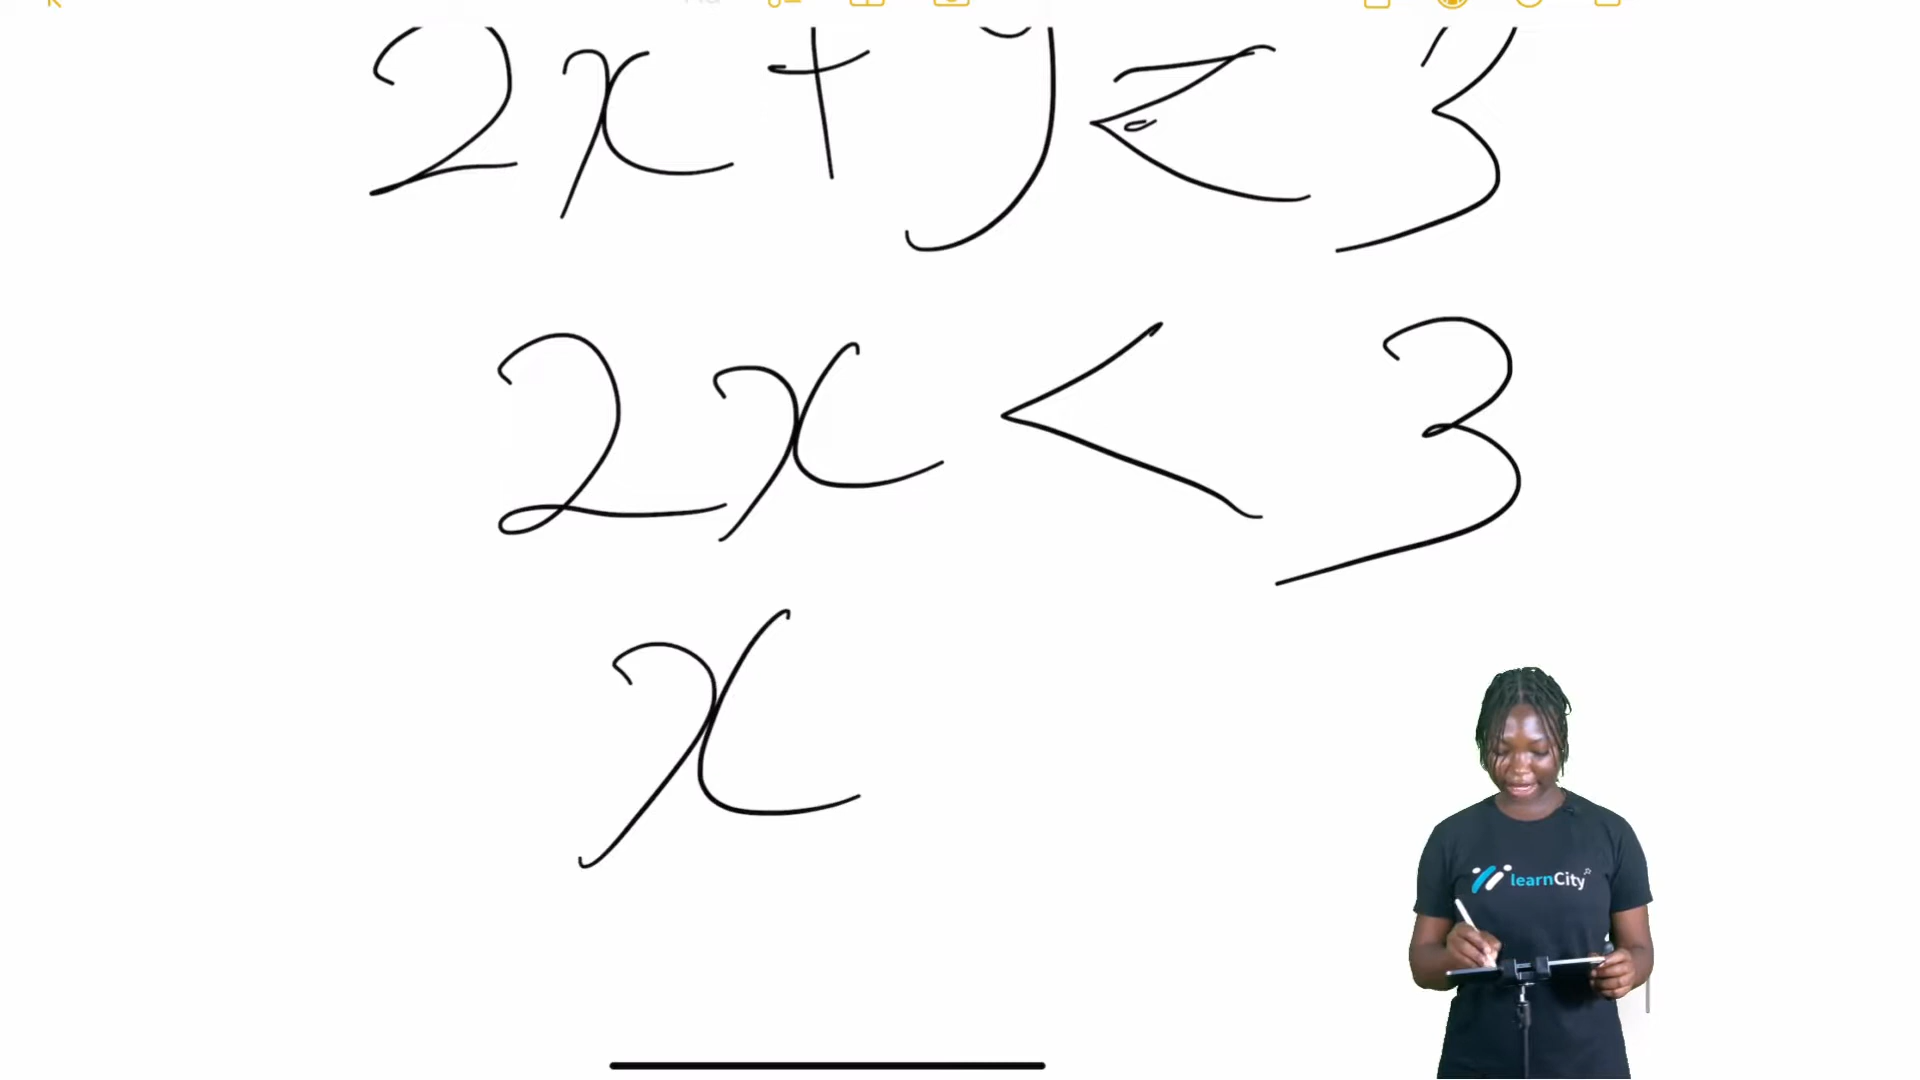 2x + y < 3
2x < 3
x
learnCity